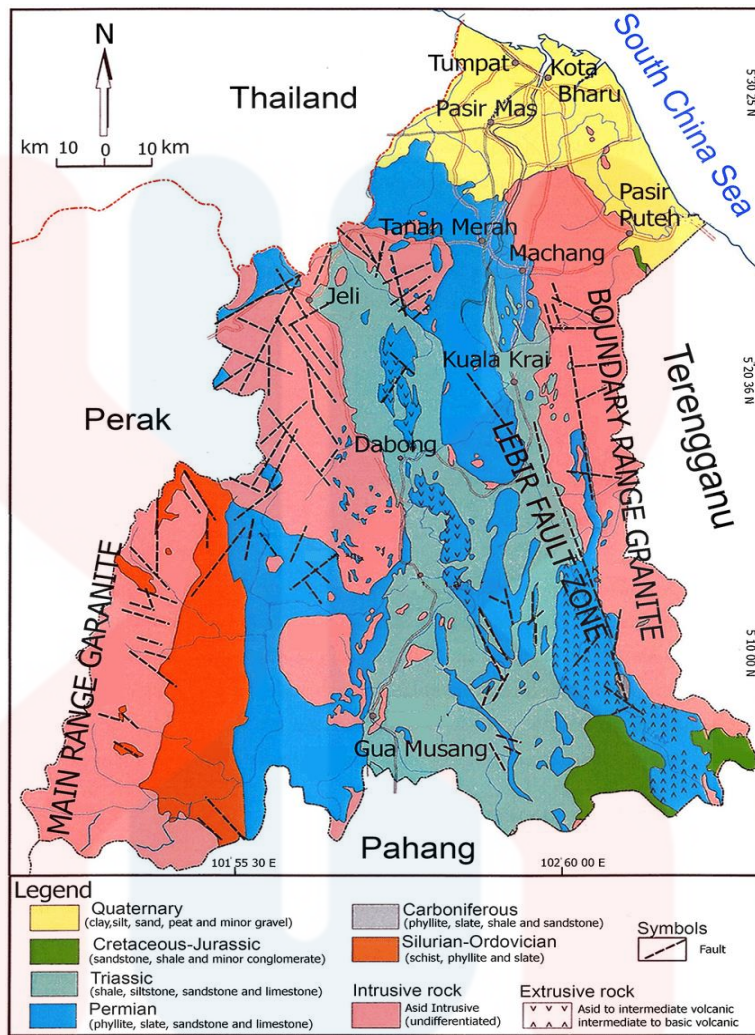 N
km 10 0 10 km
Thailand
South China Sea
Tumpat
Kota
Bharu
Pasir Mas
Pasir
Puteh
Tanah Merah
Machang
Jeli
Kuala Krai
Perak
Dabong
Terengganu
LEBIR FAULT ZONE
BOUNDARY RANGE GRANITE
MAIN RANGE GARANITE
Gua Musang
Pahang
5°30 25 N
5°20 36 N
5°10 00 N
101°55 30 E
102°60 00 E
Legend
Quaternary
(clay,silt, sand, peat and minor gravel)
Cretaceous-Jurassic
(sandstone, shale and minor conglomerate)
Triassic
(shale, siltstone, sandstone and limestone)
Permian
(phyllite, slate, sandstone and limestone)
Carboniferous
(phyllite, slate, shale and sandstone)
Silurian-Ordovician
(schist, phyllite and slate)
Intrusive rock
Asid Intrusive
(undifferentiated)
Symbols
Fault
Extrusive rock
Asid to intermediate volcanic
intermediate to basic volcanic